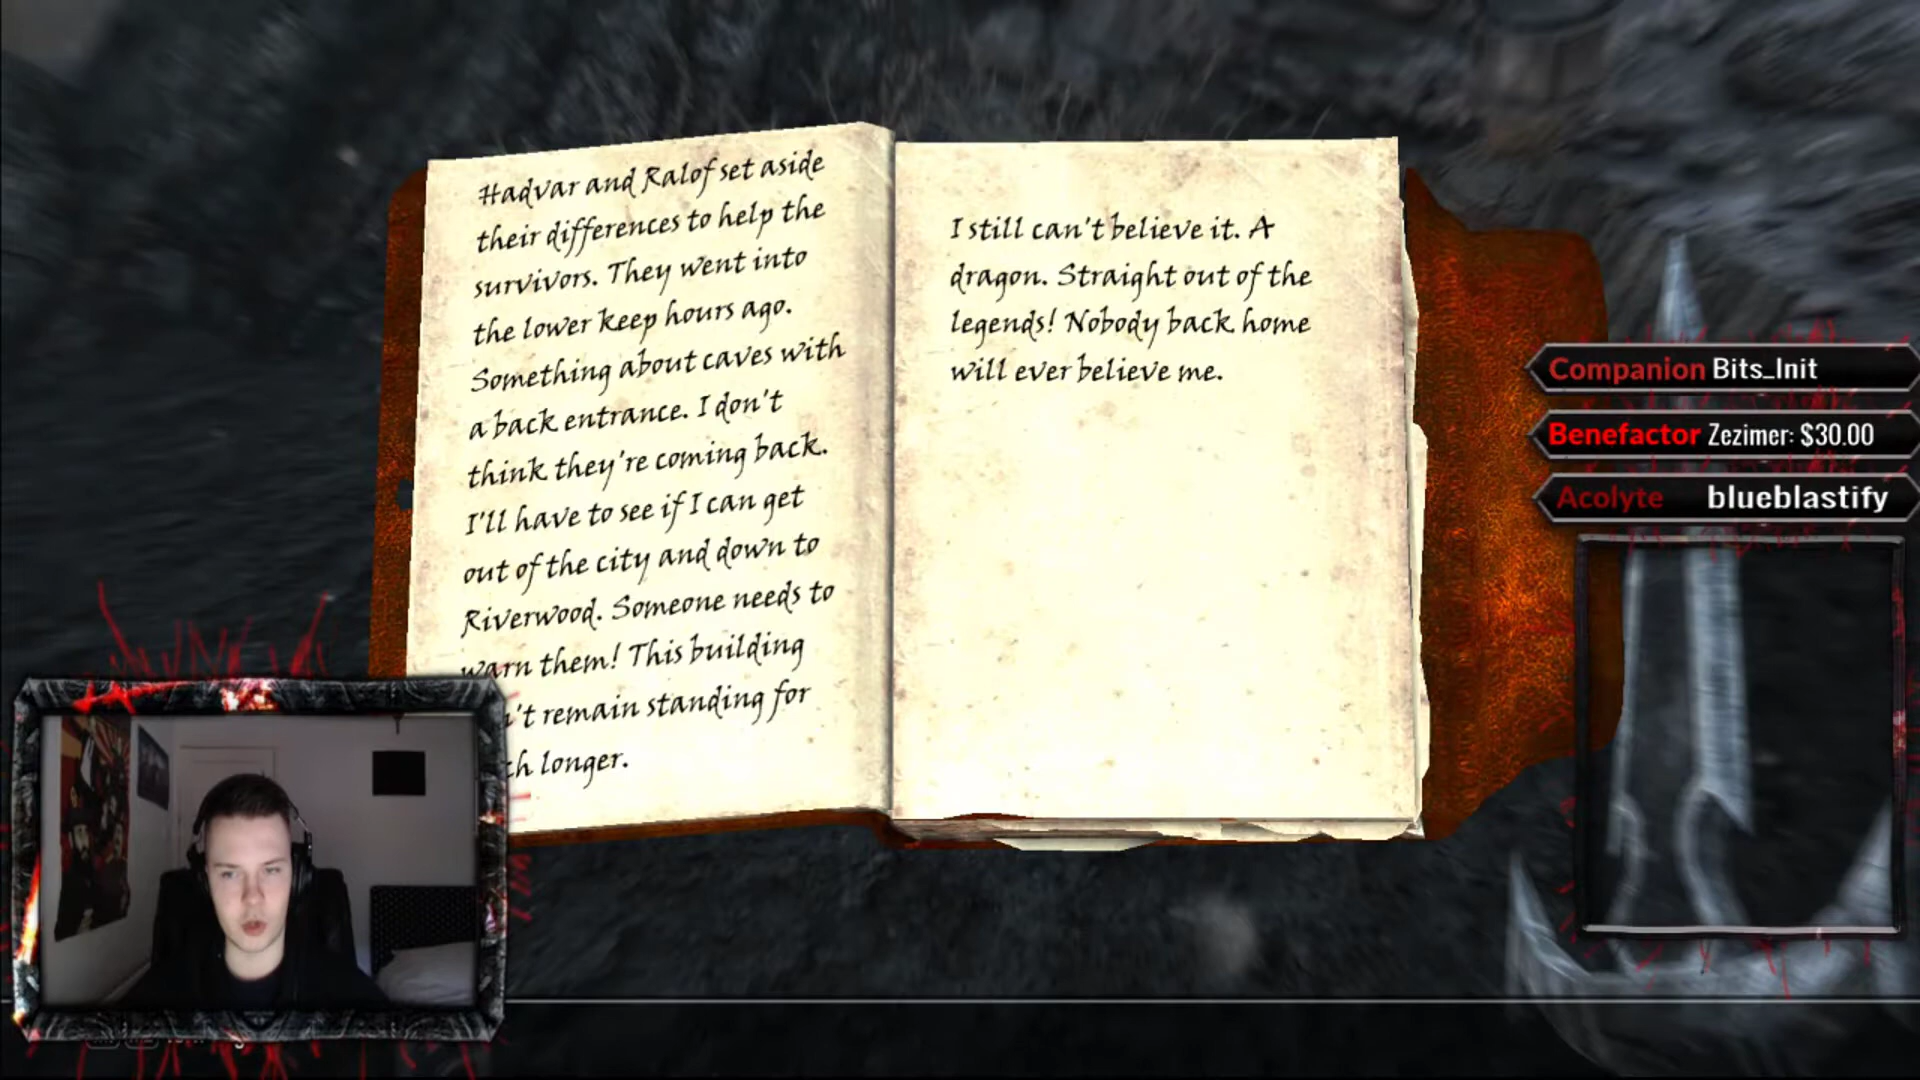 Hadvar and Ralof set aside
their differences to help the
survivors. They went into
the lower keep hours ago.
Something about caves with
a back entrance. I don't
think they're coming back.
I'll have to see if I can get
out of the city and down to
Riverwood. Someone needs to
warn them! This building
remain standing for
longer.
I still can't believe it. A
dragon. Straight out of the
legends! Nobody back home
will ever believe me.
Companion Bits_Init
Benefactor Zezimer: $30.00
Acolyte blueblastify